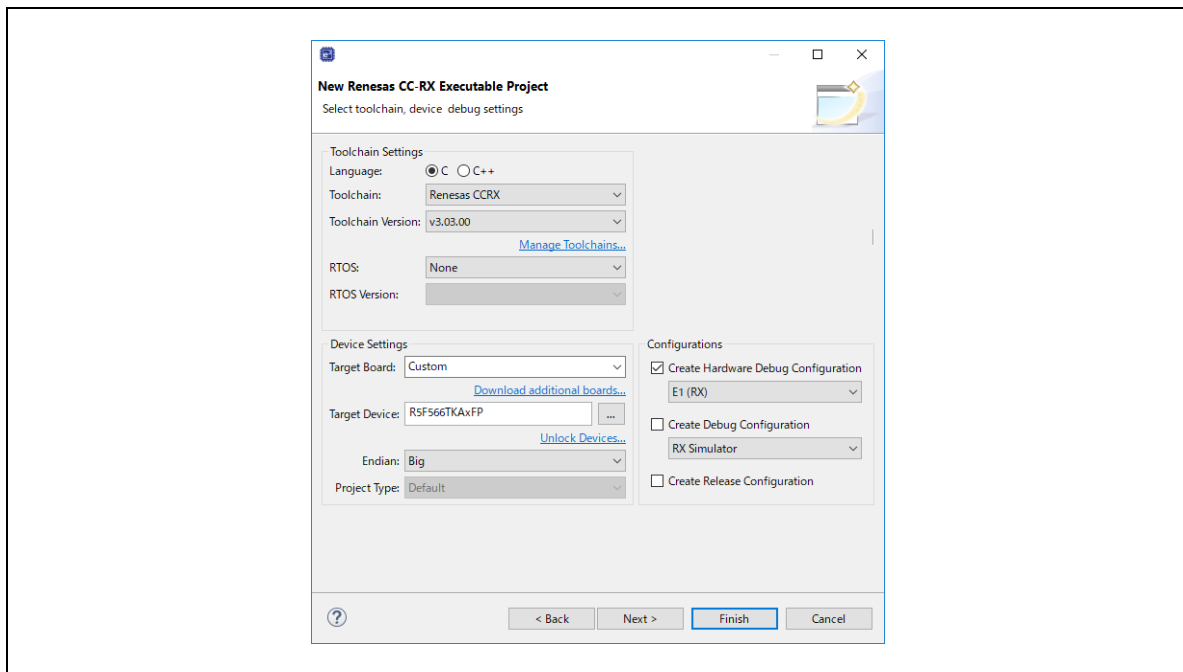 New Renesas CC-RX Executable Project
Select toolchain, device debug settings
Toolchain Settings
Language: C C++
Toolchain: Renesas CCRX
Toolchain Version: v3.03.00
Manage Toolchains...
RTOS: None
RTOS Version:
Device Settings
Target Board: Custom
Download additional boards...
Target Device: R5F566TKAxFP ...
Unlock Devices...
Endian: Big
Project Type: Default
Configurations
Create Hardware Debug Configuration
E1 (RX)
Create Debug Configuration
RX Simulator
Create Release Configuration
? < Back Next > Finish Cancel